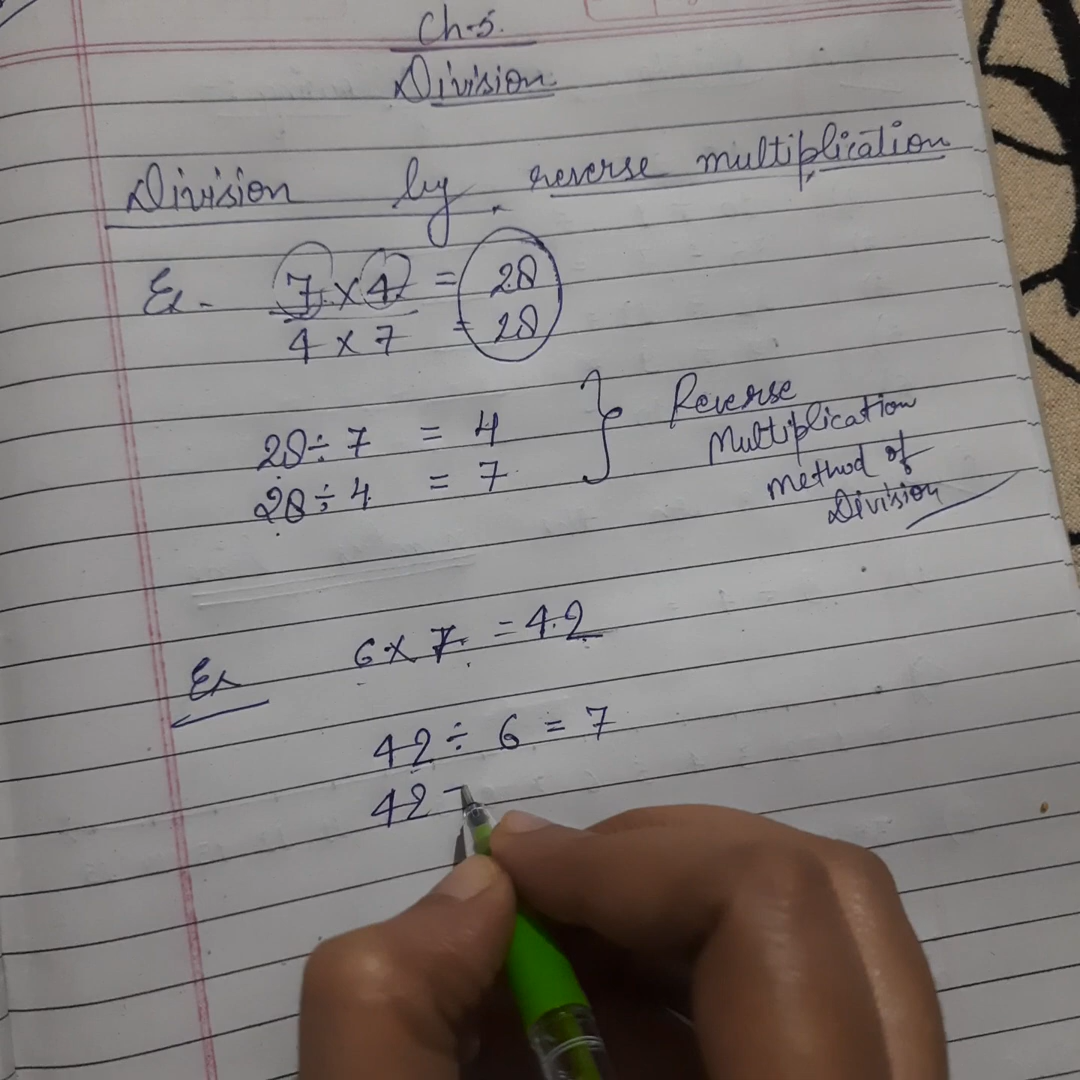 Ch-5.
Division
Division by reverse multiplication
Ex. 7 × 4 = 28
4 × 7 = 28
28 ÷ 7 = 4
28 ÷ 4 = 7
} Reverse
Multiplication
method of
Division
Ex 6 × 7 = 42
42 ÷ 6 = 7
42 -